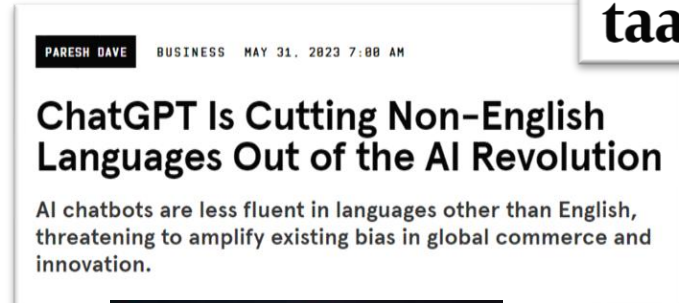 taa
PARESH DAVE BUSINESS MAY 31, 2023 7:00 AM
ChatGPT Is Cutting Non-English
Languages Out of the AI Revolution
AI chatbots are less fluent in languages other than English,
threatening to amplify existing bias in global commerce and
innovation.